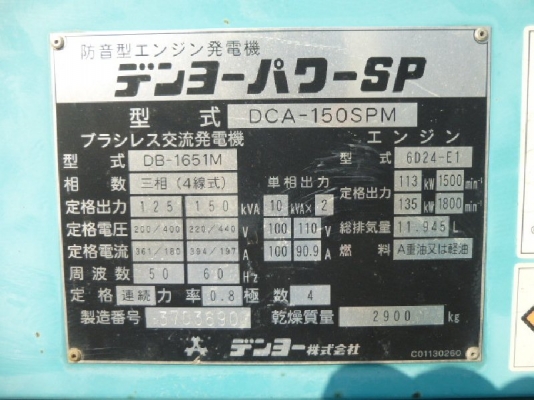 防音型エンジン発電機
デンヨーパワーSP
型式 DCA-150SPM
ブラシレス交流発電機 エンジン
型式 DB-1651M 型式 6D24-E1
相数 三相(4線式) 単相出力 定格出力 113 kW 1500 min⁻¹
定格出力 125 150 kVA 10 kVA×2 135 kW 1800 min⁻¹
定格電圧 200/400 220/440 V 100 110 V 総排気量 11.945 L
定格電流 361/180 394/197 A 100 90.9 A 燃料 A重油又は軽油
周波数 50 60 Hz
定格 連続 力率 0.8 極数 4
製造番号 乾燥質量 2900 kg
デンヨー株式会社
C01130260